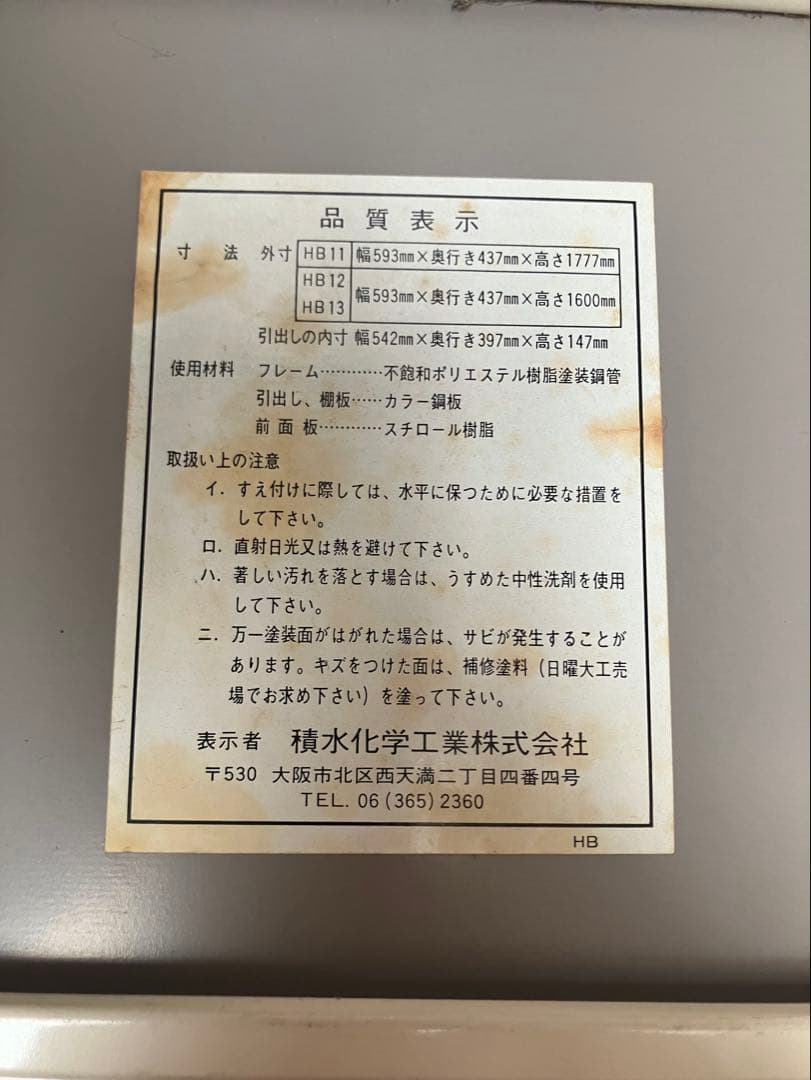 品質表示
寸法 外寸 HB11 幅593mm×奥行き437mm×高さ1777mm
HB12
HB13 幅593mm×奥行き437mm×高さ1600mm
引出しの内寸 幅542mm×奥行き397mm×高さ147mm
使用材料 フレーム…………不飽和ポリエステル樹脂塗装鋼管
引出し、棚板……カラー鋼板
前面板…………スチロール樹脂
取扱い上の注意
イ. すえ付けに際しては、水平に保つために必要な措置を
して下さい。
ロ. 直射日光又は熱を避けて下さい。
ハ. 著しい汚れを落とす場合は、うすめた中性洗剤を使用
して下さい。
ニ. 万一塗装面がはがれた場合は、サビが発生することが
あります。キズをつけた面は、補修塗料(日曜大工売
場でお求め下さい)を塗って下さい。
表示者 積水化学工業株式会社
〒530 大阪市北区西天満二丁目四番四号
TEL. 06(365)2360
HB